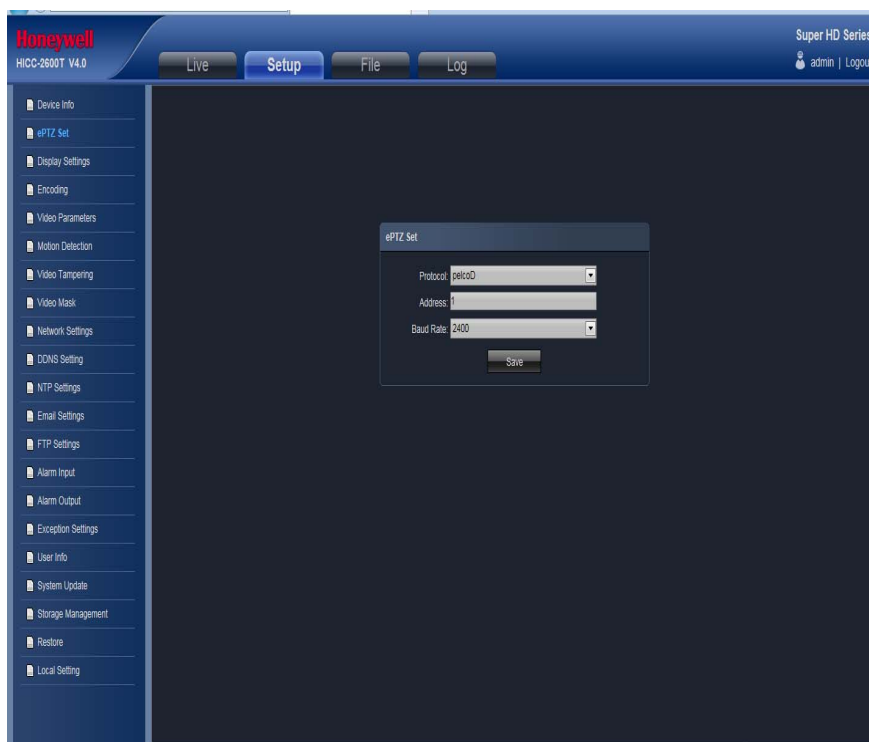 Honeywell
HICC-2600T V4.0
Live
Setup
File
Log
Super HD Series
admin | Logou
Device Info
ePTZ Set
Display Settings
Encoding
Video Parameters
Motion Detection
Video Tampering
Video Mask
Network Settings
DDNS Setting
NTP Settings
Email Settings
FTP Settings
Alarm Input
Alarm Output
Exception Settings
User Info
System Update
Storage Management
Restore
Local Setting
ePTZ Set
Protocol: pelcoD
Address: 1
Baud Rate: 2400
Save